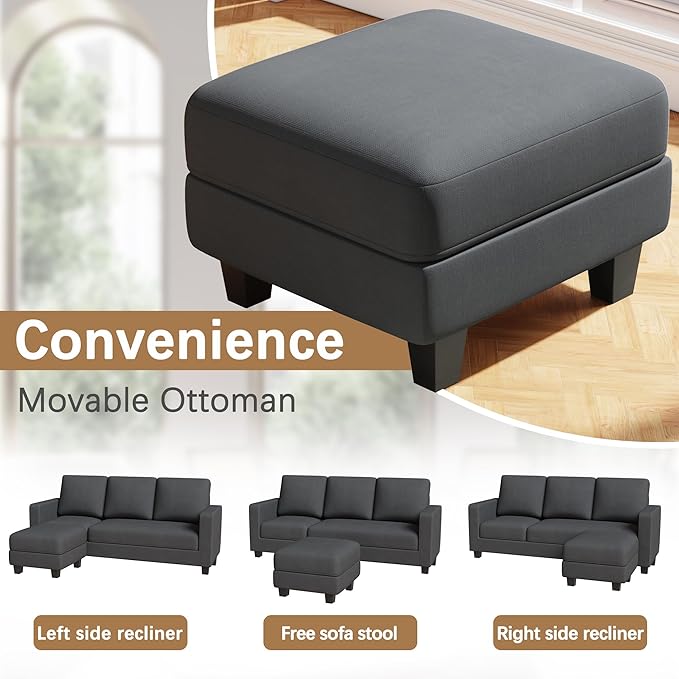 Convenience
Movable Ottoman
Left side recliner
Free sofa stool
Right side recliner